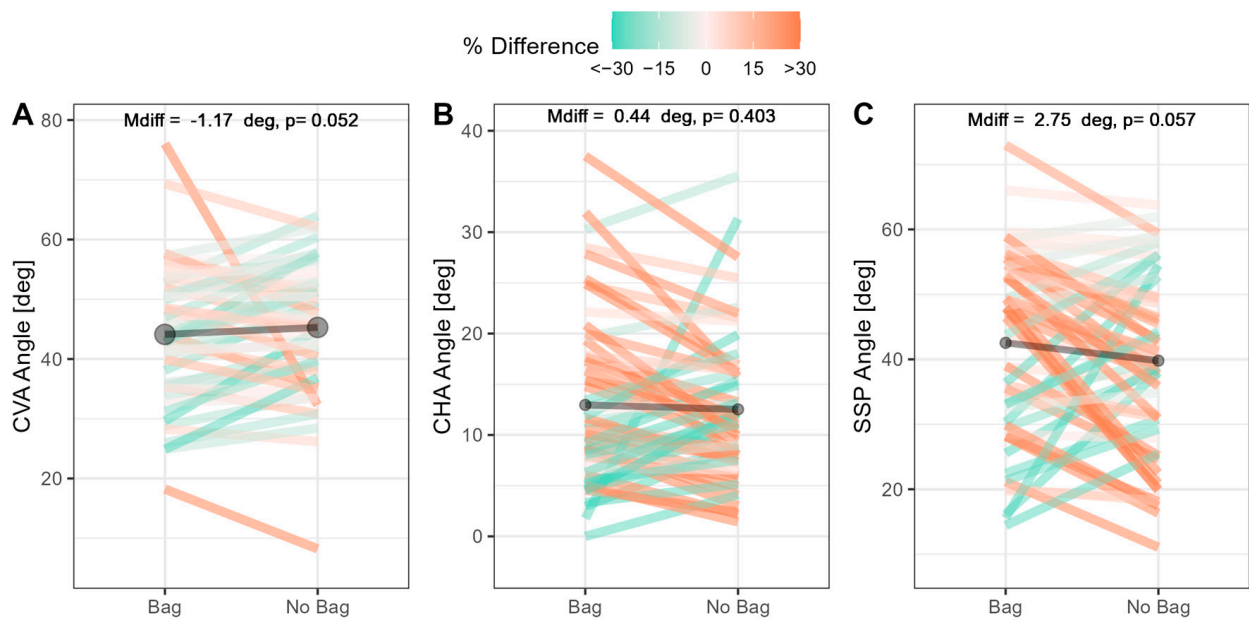 % Difference
<−30 −15 0 15 >30
A
Mdiff = -1.17 deg, p= 0.052
CVA Angle [deg]
80
60
40
20
Bag No Bag
B
Mdiff = 0.44 deg, p= 0.403
CHA Angle [deg]
40
30
20
10
0
Bag No Bag
C
Mdiff = 2.75 deg, p= 0.057
SSP Angle [deg]
60
40
20
Bag No Bag